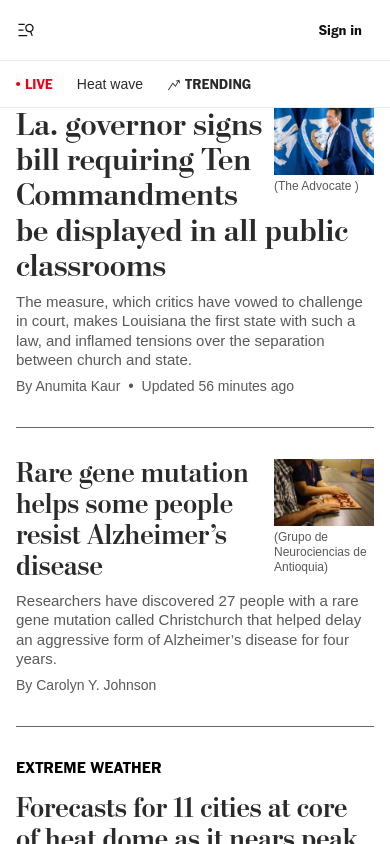 Sign in
• LIVE Heat wave TRENDING
La. governor signs
bill requiring Ten
Commandments
be displayed in all public
classrooms
(The Advocate )
The measure, which critics have vowed to challenge
in court, makes Louisiana the first state with such a
law, and inflamed tensions over the separation
between church and state.
By Anumita Kaur • Updated 56 minutes ago
Rare gene mutation
helps some people
resist Alzheimer’s
disease
(Grupo de
Neurociencias de
Antioquia)
Researchers have discovered 27 people with a rare
gene mutation called Christchurch that helped delay
an aggressive form of Alzheimer’s disease for four
years.
By Carolyn Y. Johnson
EXTREME WEATHER
Forecasts for 11 cities at core
of heat dome as it nears peak